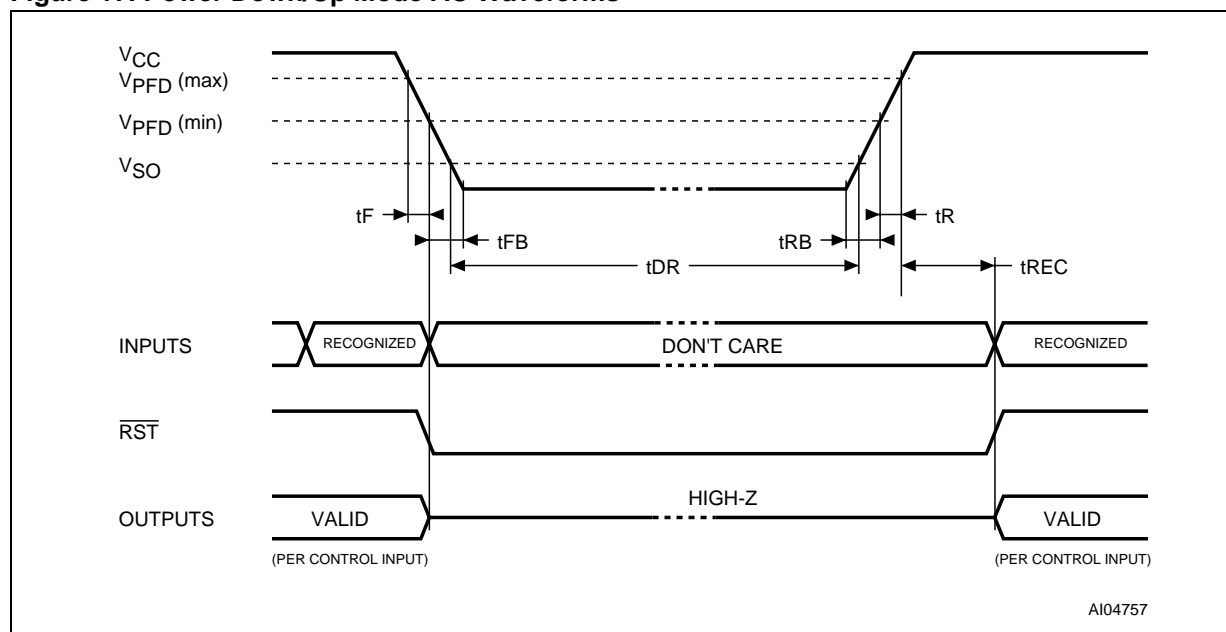 Figure Power Down/Up Mode AC Waveforms
VCC
VPFD (max)
VPFD (min)
VSO
tF
tR
tFB
tRB
tDR
tREC
INPUTS
RECOGNIZED
DON'T CARE
RECOGNIZED
RST
HIGH-Z
OUTPUTS
VALID
VALID
(PER CONTROL INPUT)
(PER CONTROL INPUT)
AI04757